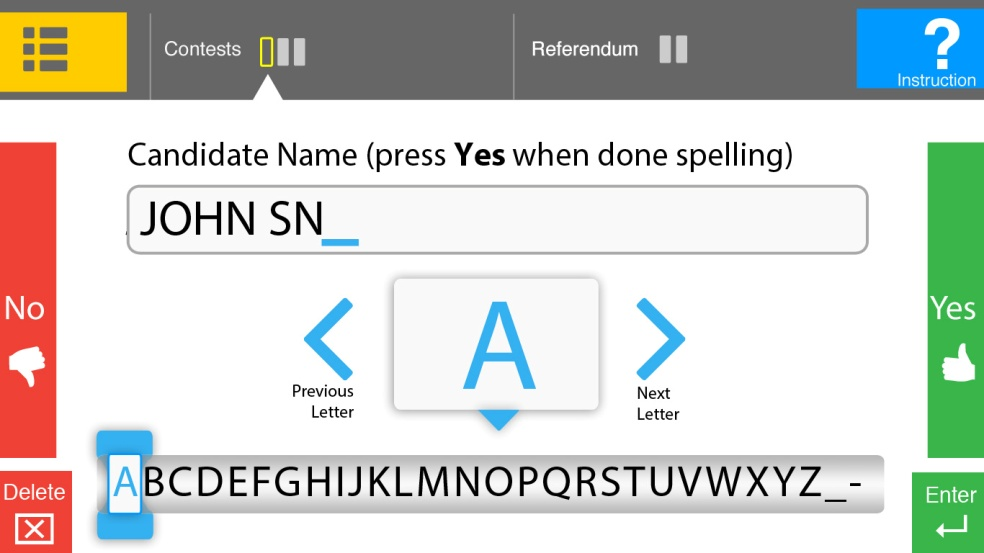 Contests
Referendum
?
Instruction
Candidate Name (press Yes when done spelling)
JOHN SN_
No
Yes
A
Previous
Letter
Next
Letter
ABCDEFGHIJKLMNOPQRSTUVWXYZ_-
Delete
Enter